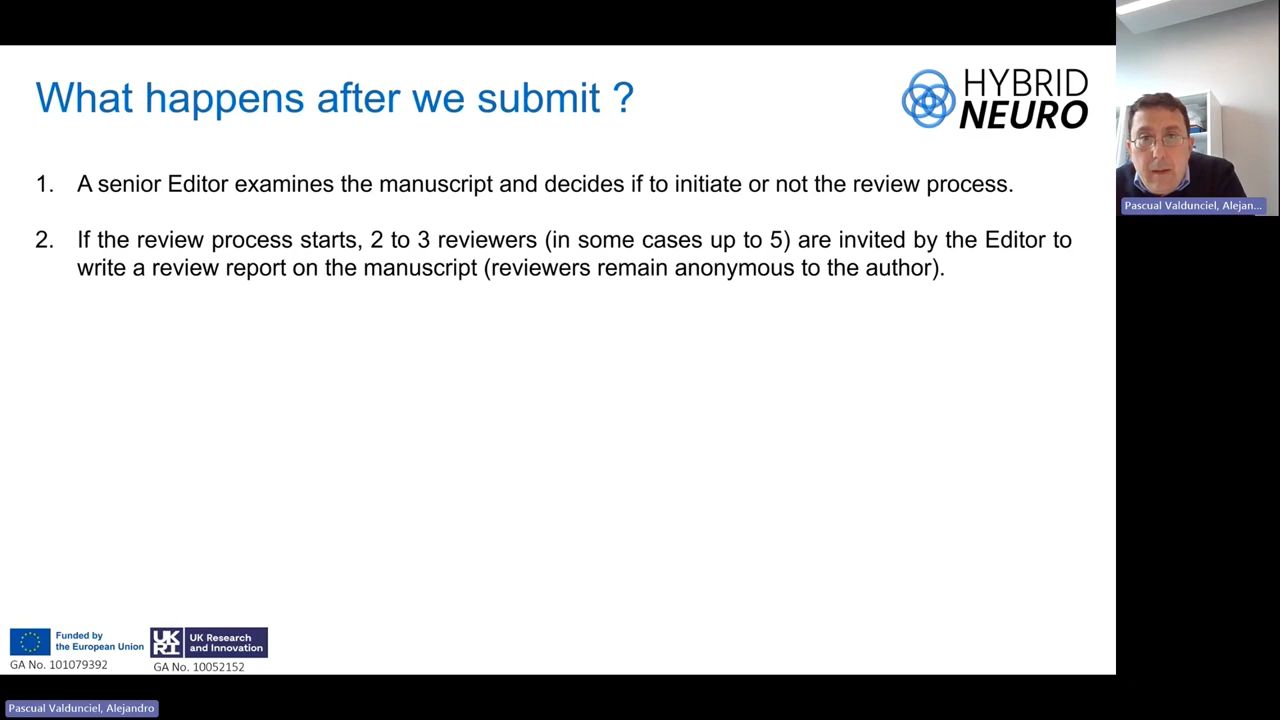 What happens after we submit ?
HYBRID
NEURO
1. A senior Editor examines the manuscript and decides if to initiate or not the review process.
2. If the review process starts, 2 to 3 reviewers (in some cases up to 5) are invited by the Editor to
write a review report on the manuscript (reviewers remain anonymous to the author).
Pascual Valdunciel, Alejan...
Funded by
the European Union
GA No. 101079392
UK
RI
UK Research
and Innovation
GA No. 10052152
Pascual Valdunciel, Alejandro